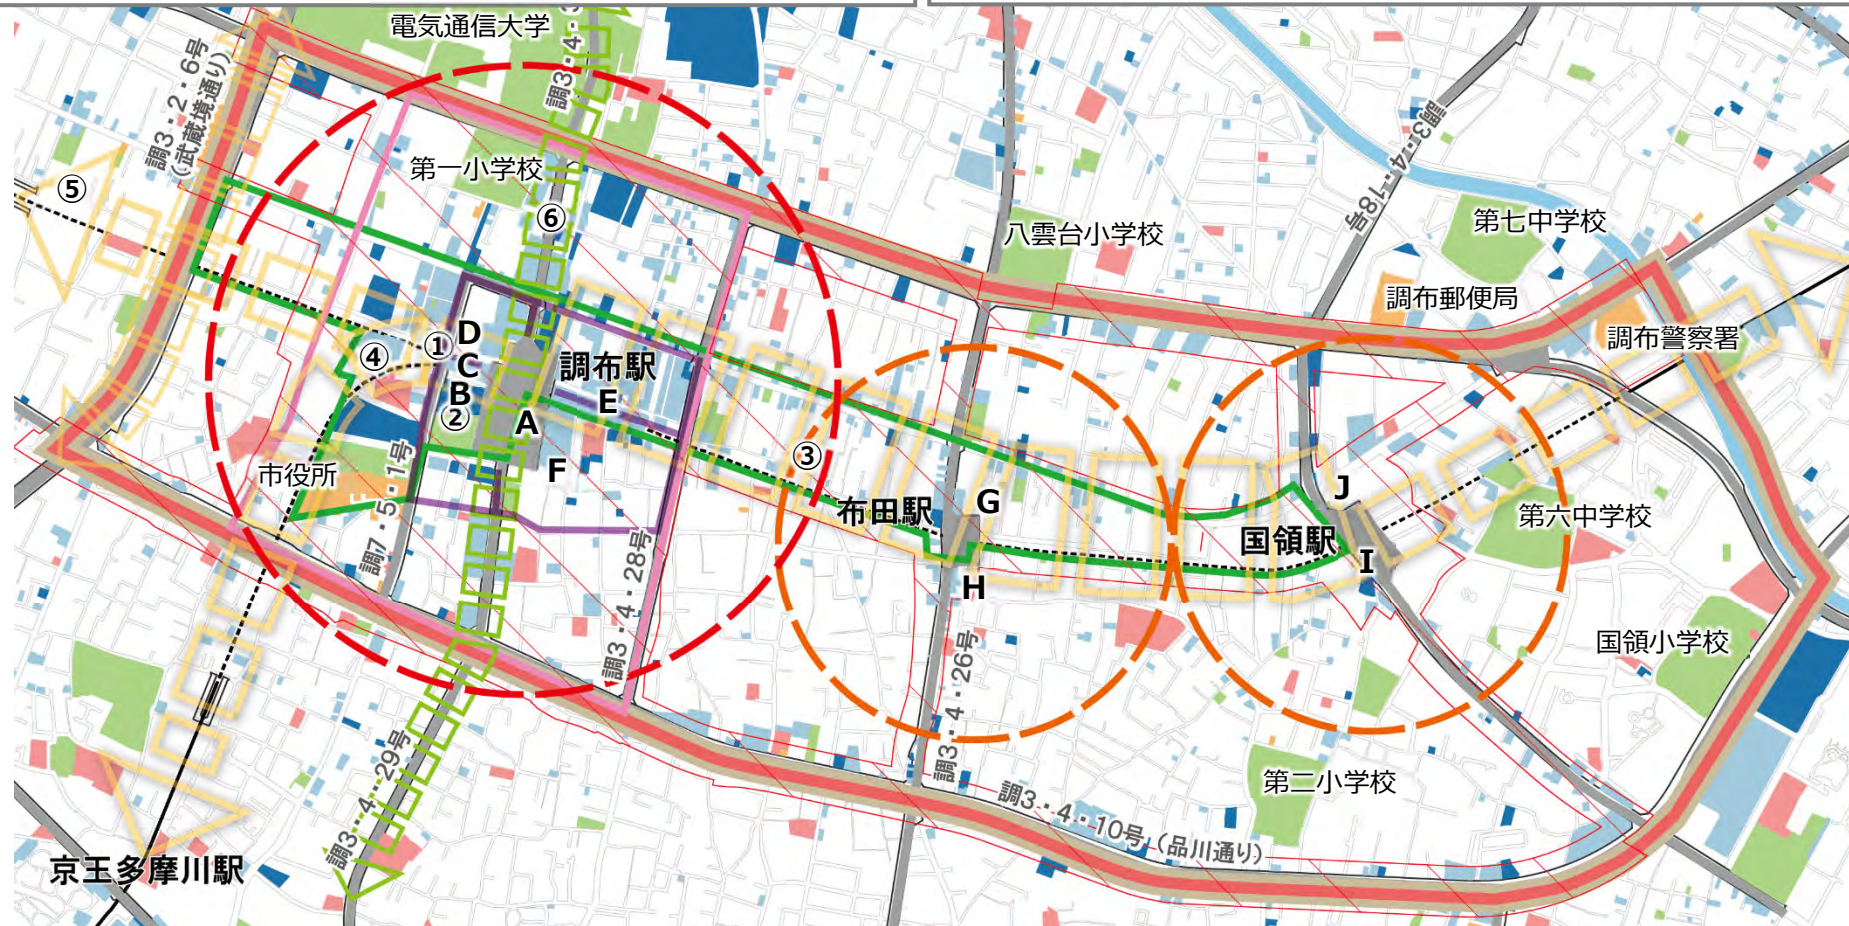 電気通信大学
調3・4・3
調3・2・6号
(武蔵境通り)
⑤
第一小学校
⑥
調3・4・18号
第七中学校
八雲台小学校
調布郵便局
調布警察署
D
①
④
C
調布駅
B
E
②
A
③
市役所
F
調7・5・1号
布田駅
G
J
国領駅
第六中学校
I
H
調3・4・28号
調3・4・26号
国領小学校
調3・4・29号
第二小学校
調3・4・10号 (品川通り)
京王多摩川駅